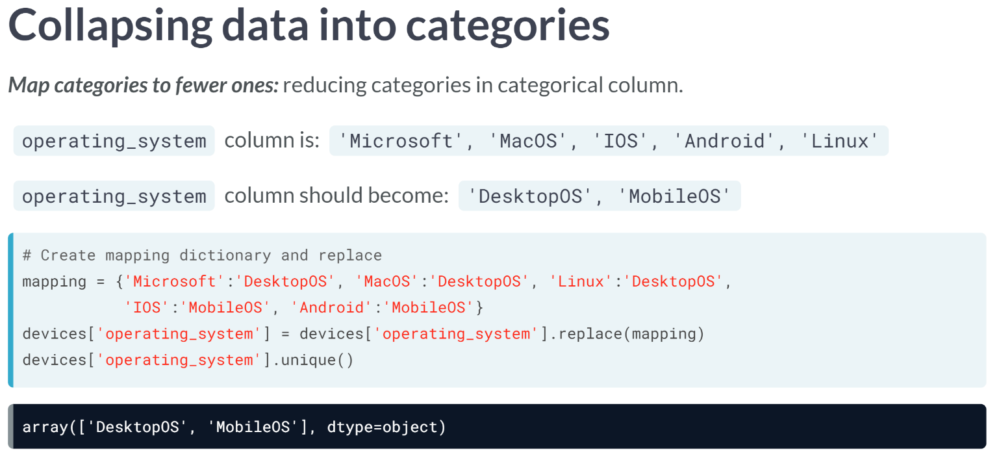 Collapsing data into categories
Map categories to fewer ones: reducing categories in categorical column.
operating_system column is: 'Microsoft', 'MacOS', 'IOS', 'Android', 'Linux'
operating_system column should become: 'DesktopOS', 'MobileOS'
# Create mapping dictionary and replace
mapping = {'Microsoft':'DesktopOS', 'MacOS':'DesktopOS', 'Linux':'DesktopOS',
'IOS':'MobileOS', 'Android':'MobileOS'}
devices['operating_system'] = devices['operating_system'].replace(mapping)
devices['operating_system'].unique()
array(['DesktopOS', 'MobileOS'], dtype=object)